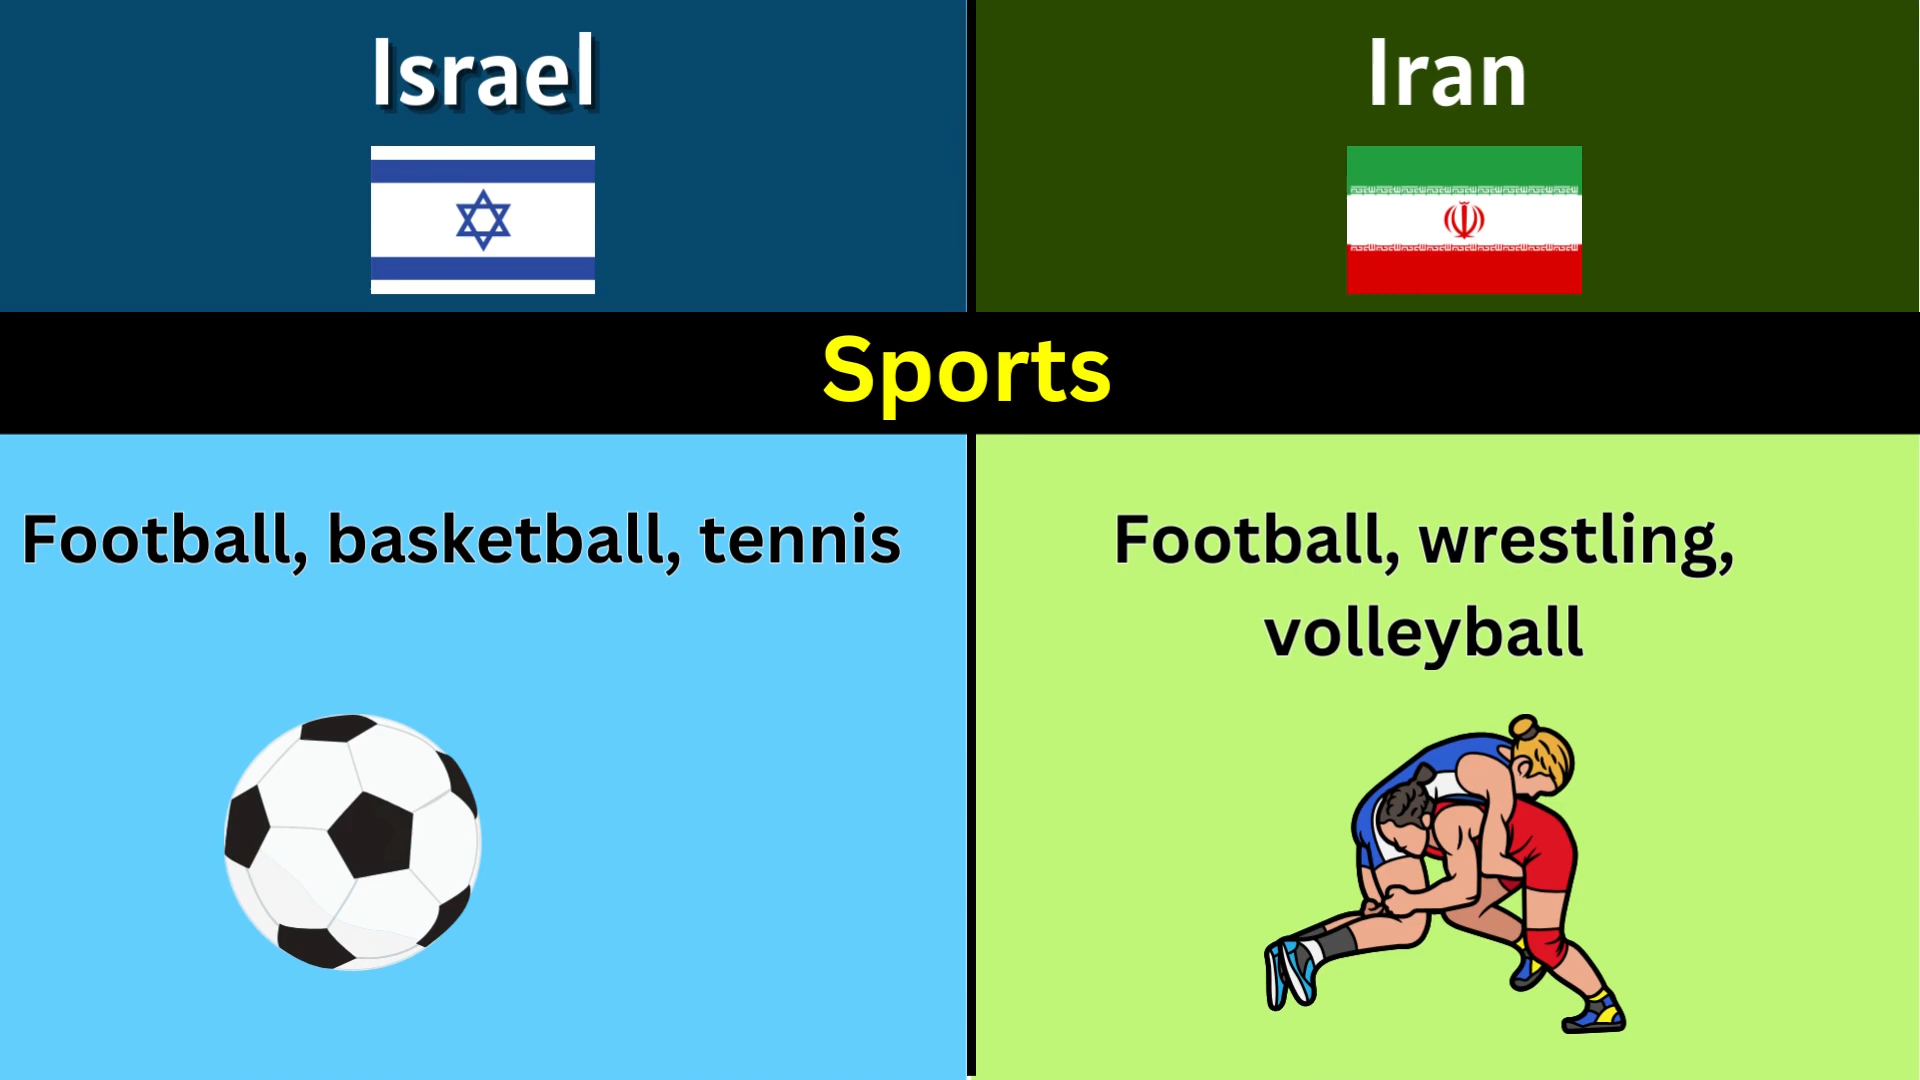 Israel
Iran
Sports
Football, basketball, tennis
Football, wrestling,
volleyball